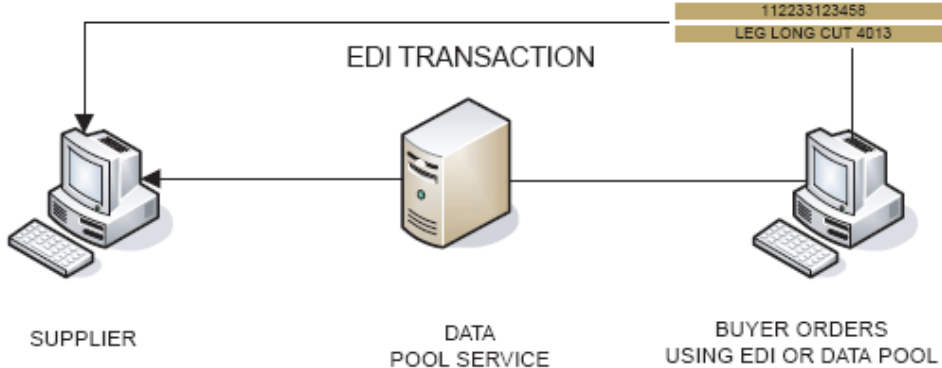 112233123458
LEG LONG CUT 4013
EDI TRANSACTION
SUPPLIER
DATA
POOL SERVICE
BUYER ORDERS
USING EDI OR DATA POOL